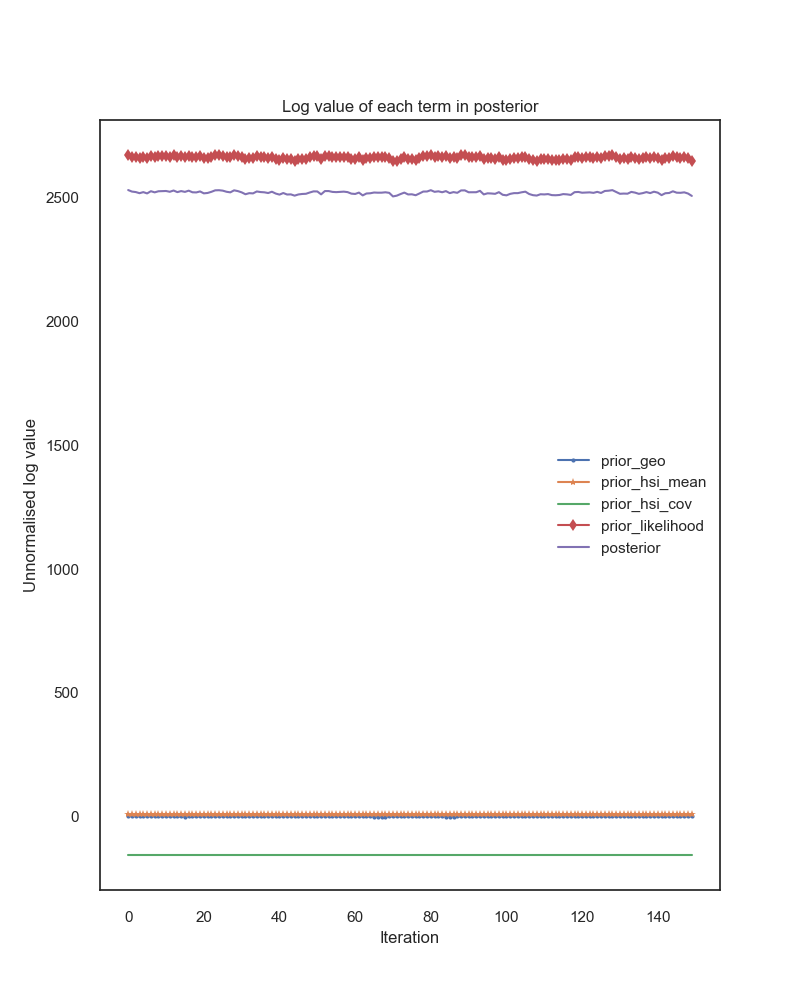 Log value of each term in posterior
Unnormalised log value
2500
2000
1500
1000
500
0
prior_geo
prior_hsi_mean
prior_hsi_cov
prior_likelihood
posterior
0 20 40 60 80 100 120 140
Iteration